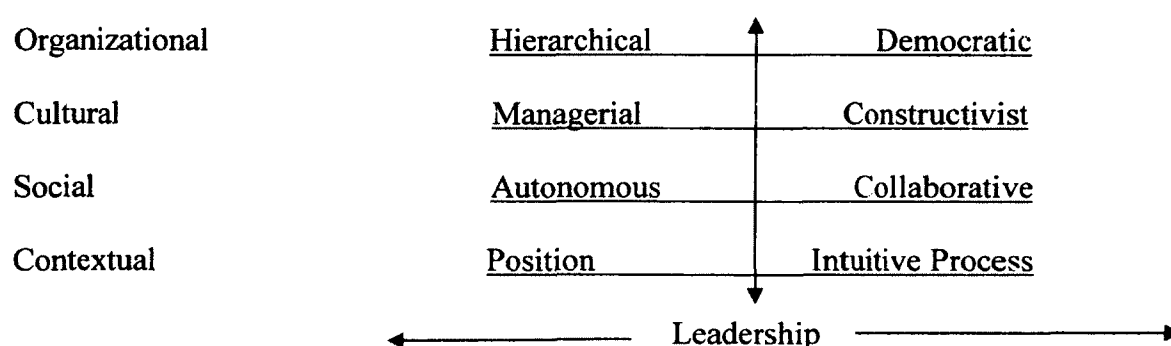 Organizational Hierarchical Democratic
Cultural Managerial Constructivist
Social Autonomous Collaborative
Contextual Position Intuitive Process
Leadership